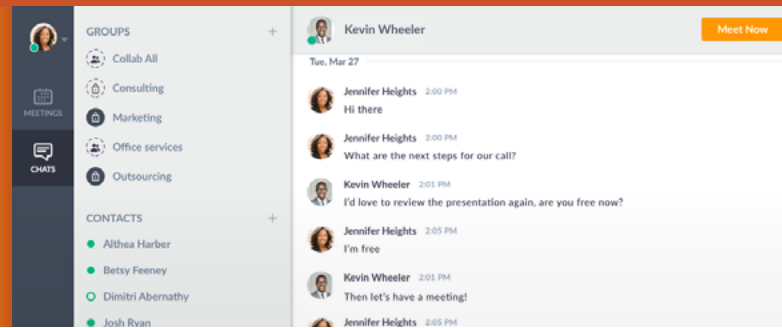 MEETINGS
CHATS
GROUPS +
Collab All
Consulting
Marketing
Office services
Outsourcing
CONTACTS +
Althea Harber
Betsy Feeney
Dimitri Abernathy
Josh Ryan
Kevin Wheeler
Meet Now
Tue, Mar 27
Jennifer Heights 2:00 PM
Hi there
Jennifer Heights 2:00 PM
What are the next steps for our call?
Kevin Wheeler 2:01 PM
I'd love to review the presentation again, are you free now?
Jennifer Heights 2:05 PM
I'm free
Kevin Wheeler 2:01 PM
Then let's have a meeting!
Jennifer Heights 2:05 PM